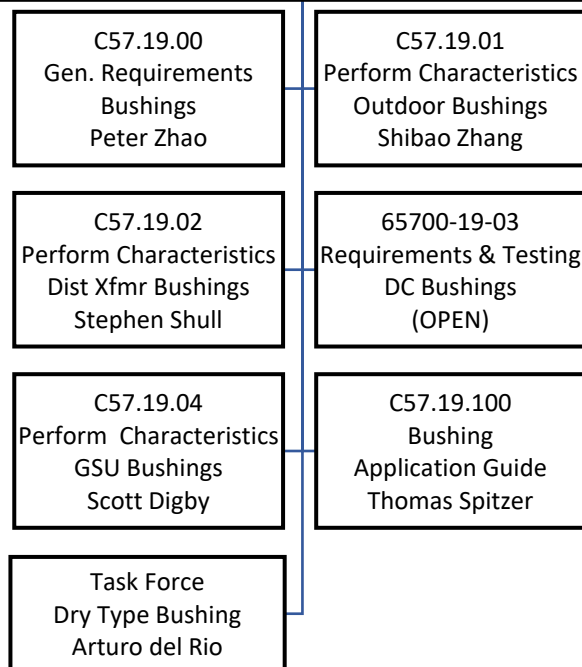 C57.19.00
Gen. Requirements
Bushings
Peter Zhao
C57.19.01
Perform Characteristics
Outdoor Bushings
Shibao Zhang
C57.19.02
Perform Characteristics
Dist Xfmr Bushings
Stephen Shull
65700-19-03
Requirements & Testing
DC Bushings
(OPEN)
C57.19.04
Perform Characteristics
GSU Bushings
Scott Digby
C57.19.100
Bushing
Application Guide
Thomas Spitzer
Task Force
Dry Type Bushing
Arturo del Rio